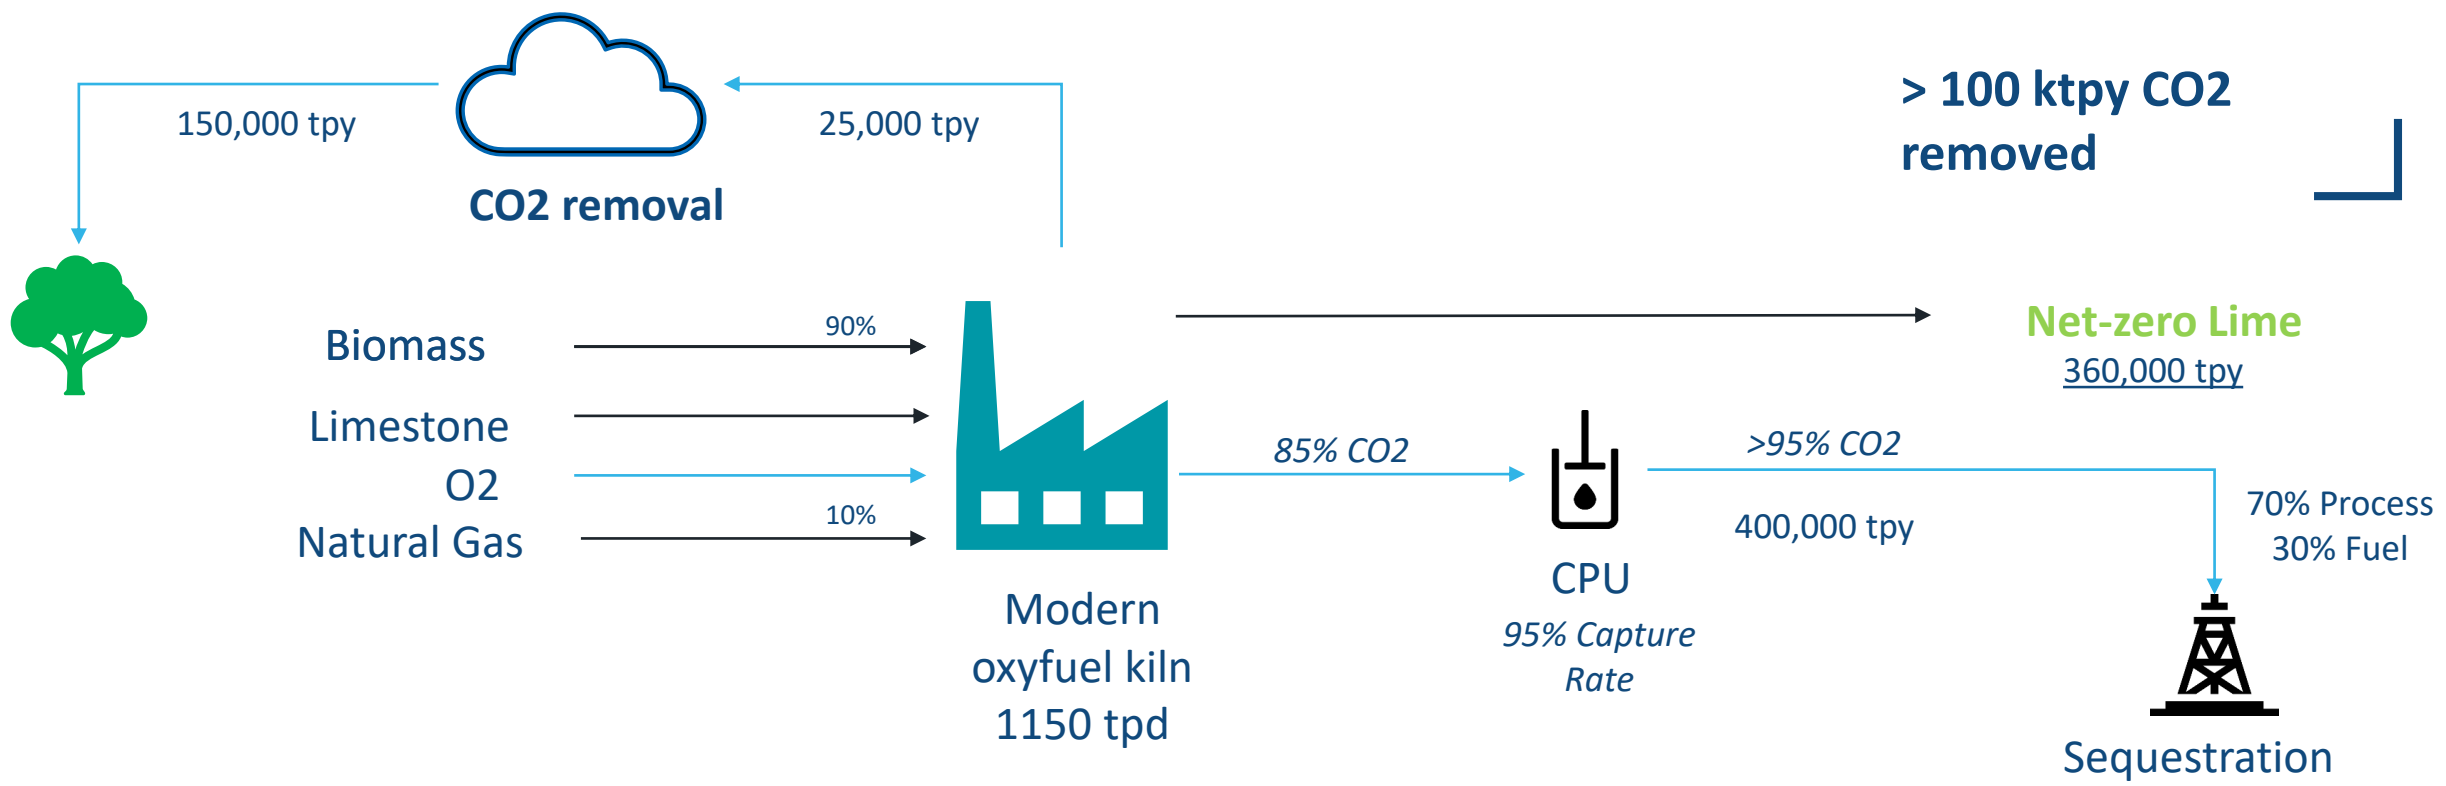 150,000 tpy
25,000 tpy
> 100 ktpy CO2
removed
CO2 removal
Biomass
90%
Net-zero Lime
360,000 tpy
Limestone
85% CO2
>95% CO2
O2
70% Process
30% Fuel
Natural Gas
10%
400,000 tpy
CPU
95% Capture
Rate
Modern
oxyfuel kiln
1150 tpd
Sequestration